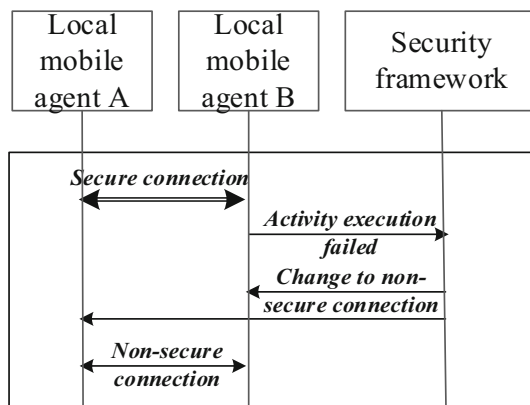 Local
mobile
agent A
Local
mobile
agent B
Security
framework
Secure connection
Activity execution
failed
Change to non-
secure connection
Non-secure
connection